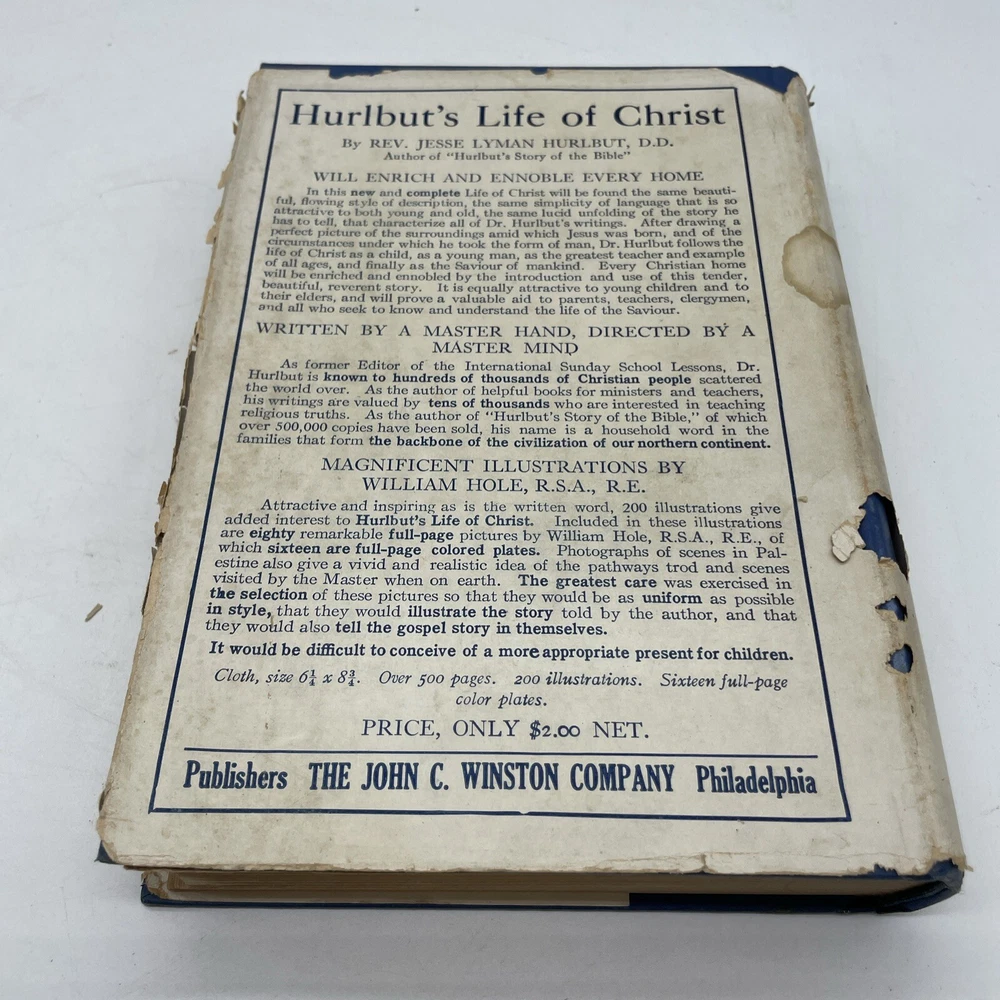 Hurlbut's Life of Christ
By REV. JESSE LYMAN HURLBUT, D.D.
Author of "Hurlbut's Story of the Bible"
WILL ENRICH AND ENNOBLE EVERY HOME
In this new and complete Life of Christ will be found the same beauti-
ful, flowing style of description, the same simplicity of language that is so
attractive to both young and old, the same lucid unfolding of the story he
has to tell, that characterize all of Dr. Hurlbut's writings. After drawing a
perfect picture of the surroundings amid which Jesus was born, and of the
circumstances under which he took the form of man, Dr. Hurlbut follows the
life of Christ as a child, as a young man, as the greatest teacher and example
of all ages, and finally as the Saviour of mankind. Every Christian home
will be enriched and ennobled by the introduction and use of this tender,
beautiful, reverent story. It is equally attractive to young children and to
their elders, and will prove a valuable aid to parents, teachers, clergymen,
and all who seek to know and understand the life of the Saviour.
WRITTEN BY A MASTER HAND, DIRECTED BY A
MASTER MIND
As former Editor of the International Sunday School Lessons, Dr.
Hurlbut is known to hundreds of thousands of Christian people scattered
the world over. As the author of helpful books for ministers and teachers,
his writings are valued by tens of thousands who are interested in teaching
religious truths. As the author of "Hurlbut's Story of the Bible," of which
over 500,000 copies have been sold, his name is a household word in the
families that form the backbone of the civilization of our northern continent.
MAGNIFICENT ILLUSTRATIONS BY
WILLIAM HOLE, R.S.A., R.E.
Attractive and inspiring as is the written word, 200 illustrations give
added interest to Hurlbut's Life of Christ. Included in these illustrations
are eighty remarkable full-page pictures by William Hole, R.S.A., R.E., of
which sixteen are full-page colored plates. Photographs of scenes in Pal-
estine also give a vivid and realistic idea of the pathways trod and scenes
visited by the Master when on earth. The greatest care was exercised in
the selection of these pictures so that they would be as uniform as possible
in style, that they would illustrate the story told by the author, and that
they would also tell the gospel story in themselves.
It would be difficult to conceive of a more appropriate present for children.
Cloth, size 6¼ x 8¾. Over 500 pages. 200 illustrations. Sixteen full-page
color plates.
PRICE, ONLY $2.00 NET.
Publishers THE JOHN C. WINSTON COMPANY Philadelphia